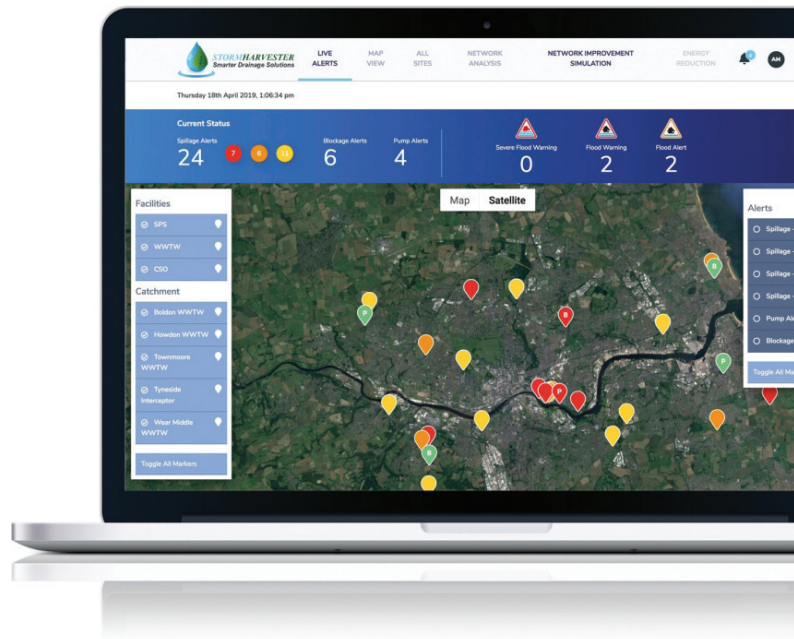 STORMHARVESTER
Smarter Drainage Solutions
LIVE
ALERTS
MAP
VIEW
ALL
SITES
NETWORK
ANALYSIS
NETWORK IMPROVEMENT
SIMULATION
ENERGY
REDUCTION
AM
Thursday 18th April 2019, 1:06:34 pm
Current Status
Spillage Alerts
24
7
6
11
Blockage Alerts
6
Pump Alerts
4
Severe Flood Warning
0
Flood Warning
2
Flood Alert
2
Map
Satellite
Facilities
SPS
WWTW
CSO
Catchment
Boldon WWTW
Howdon WWTW
Townmoore
WWTW
Tyneside
Interceptor
Wear Middle
WWTW
Toggle All Markers
Alerts
Spillage -
Spillage -
Spillage -
Spillage -
Pump Ale
Blockage
Toggle All Ma
B
P
B
P
P
B